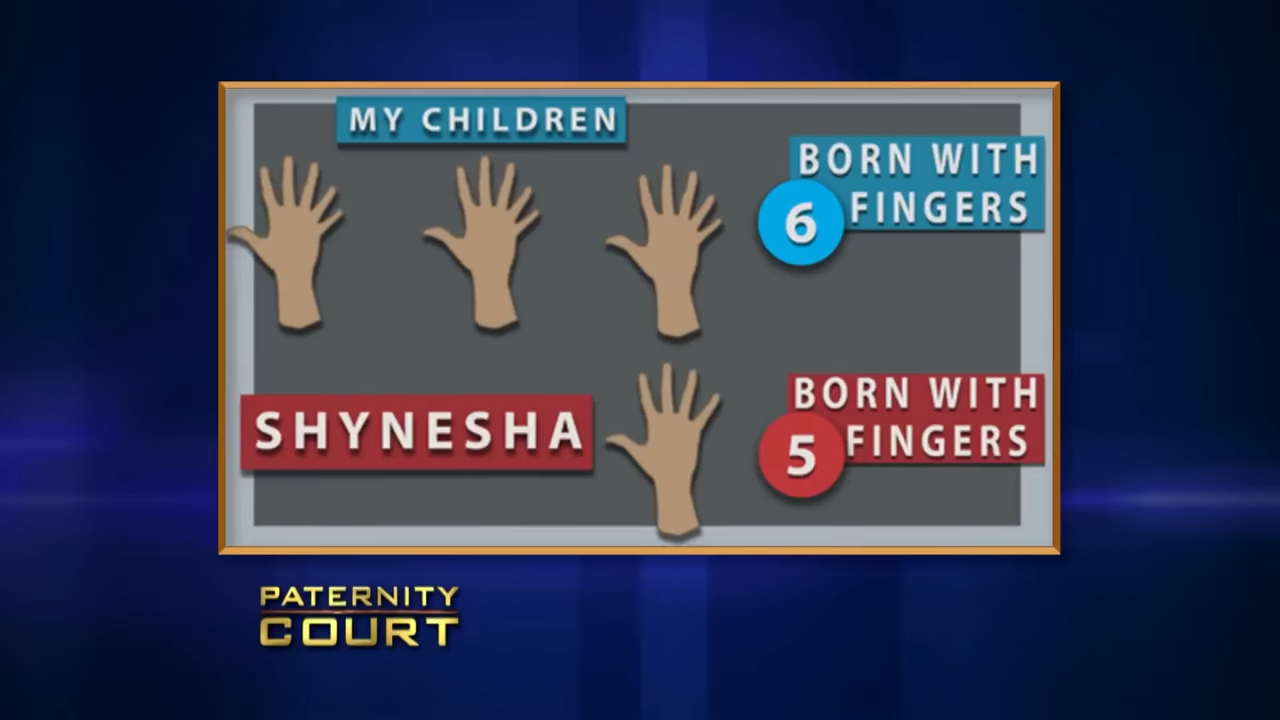 MY CHILDREN
BORN WITH
6 FINGERS
SHYNESHA
BORN WITH
5 FINGERS
PATERNITY
COURT